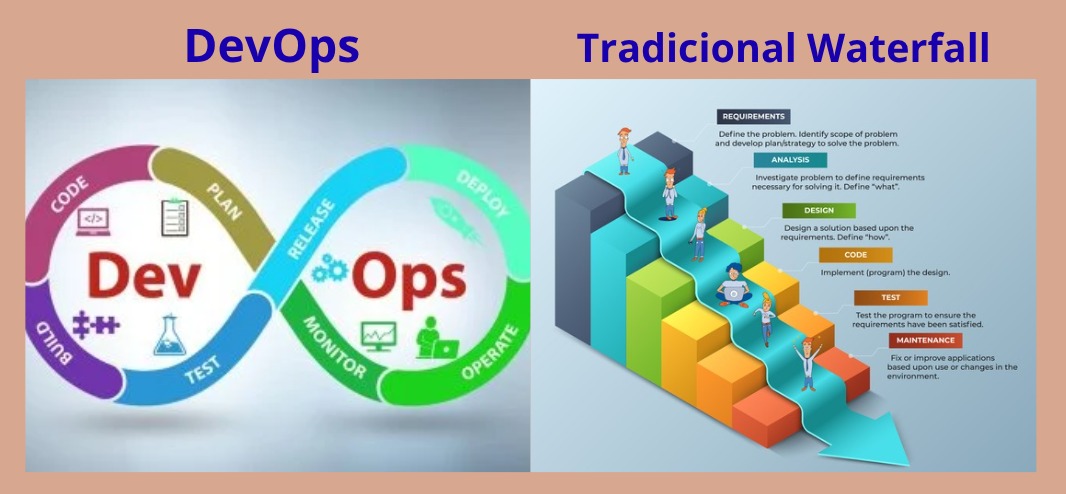 DevOps
Tradicional Waterfall
CODE
PLAN
RELEASE
DEPLOY
Dev
Ops
BUILD
TEST
MONITOR
OPERATE
REQUIREMENTS
Define the problem. Identify scope of problem
and develop plan/strategy to solve the problem.
ANALYSIS
Investigate problem to define requirements
necessary for solving it. Define “what”.
DESIGN
Design a solution based upon the
requirements. Define “how”.
CODE
Implement (program) the design.
TEST
Test the program to ensure the
requirements have been satisfied.
MAINTENANCE
Fix or improve applications
based upon use or changes in the
environment.